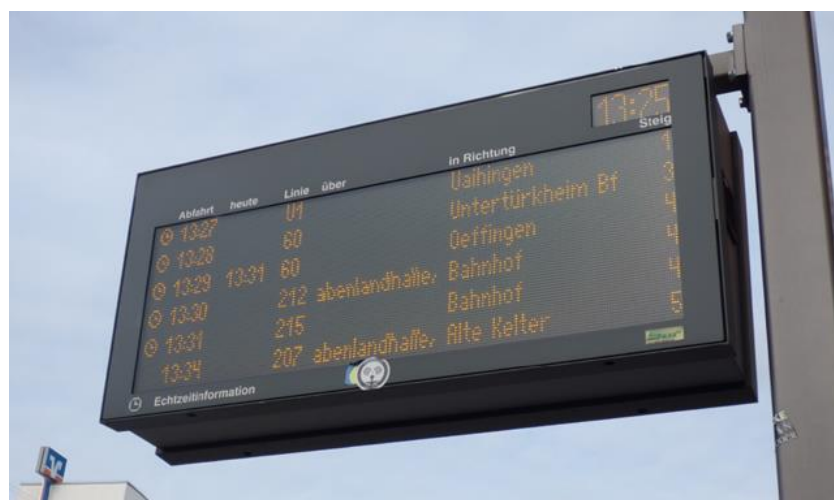 13:25
Abfahrt heute Linie über in Richtung Steig
13:27 U1 Vaihingen 1
13:28 60 Untertürkheim Bf 3
13:29 13:31 60 Oeffingen 4
13:30 212 abenlandhalle, Bahnhof 4
13:31 215 Bahnhof 4
13:34 207 abenlandhalle, Alte Kelter 5
Echtzeitinformation